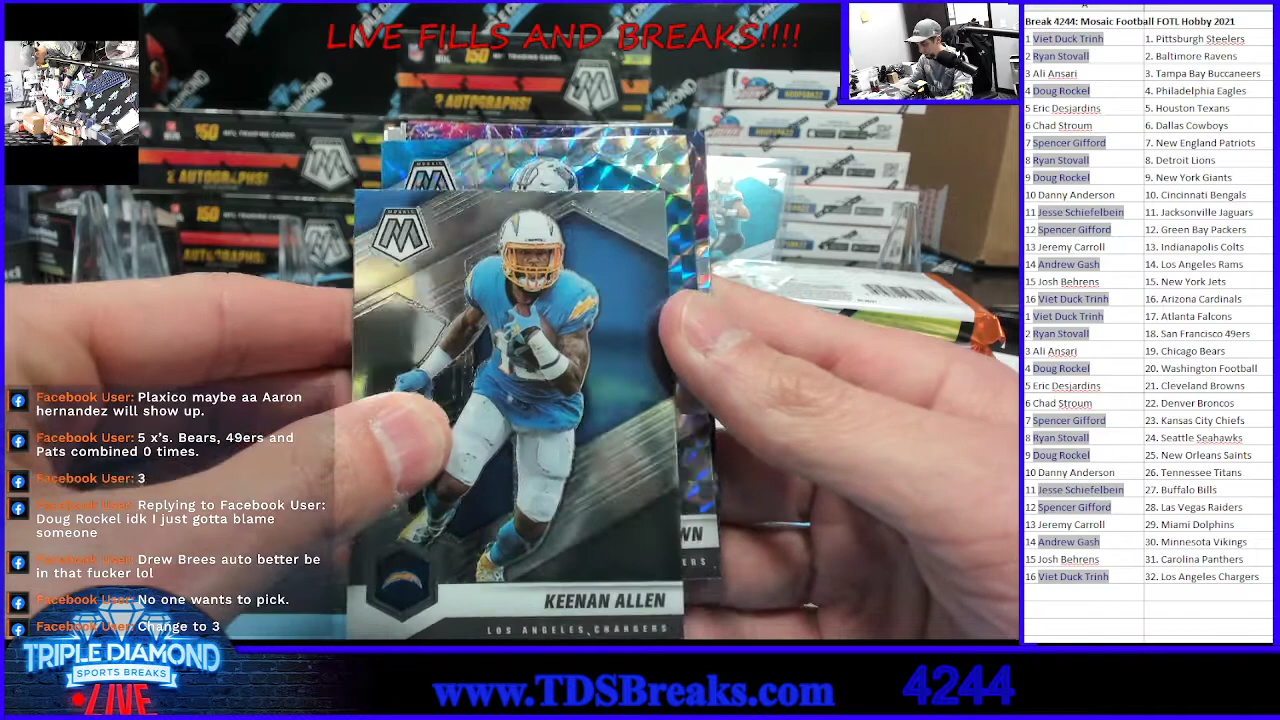 LIVE FILLS AND BREAKS!!!!
2 AUTOGRAPHS!
150
2 AUTOGRAPHS!
150
2 AUTOGRAPHS!
TRIPLE DIAMOND
MOSAIC
KEENAN ALLEN
LOS ANGELES CHARGERS
WN
ERS
Facebook User: Plaxico maybe aa Aaron
hernandez will show up.
Facebook User: 5 x's. Bears, 49ers and
Pats combined 0 times.
Facebook User: 3
Facebook User: Replying to Facebook User:
Doug Rockel idk I just gotta blame
someone
Facebook User: Drew Brees auto better be
in that fucker lol
Facebook User: No one wants to pick.
Facebook User: Change to 3
TRIPLE DIAMOND
SPORTS BREAKS
LIVE
www.TDSBreaks.com
4244
A
Break 4244: Mosaic Football FOTL Hobby 2021
1 Viet Duck Trinh 1. Pittsburgh Steelers
2 Ryan Stovall 2. Baltimore Ravens
3 Ali Ansari 3. Tampa Bay Buccaneers
4 Doug Rockel 4. Philadelphia Eagles
5 Eric Desjardins 5. Houston Texans
6 Chad Stroum 6. Dallas Cowboys
7 Spencer Gifford 7. New England Patriots
8 Ryan Stovall 8. Detroit Lions
9 Doug Rockel 9. New York Giants
10 Danny Anderson 10. Cincinnati Bengals
11 Jesse Schiefelbein 11. Jacksonville Jaguars
12 Spencer Gifford 12. Green Bay Packers
13 Jeremy Carroll 13. Indianapolis
14 Andrew Gash 14. Los Angeles Rams
15 Josh Behrens 15. New York Jets
16 Viet Duck Trinh 16. Arizona Cardinals
1 Viet Duck Trinh 17. Atlanta Falcons
2 Ryan Stovall 18. San Francisco 49ers
3 Ali Ansari 19. Chicago Bears
4 Doug Rockel 20. Washington Football
5 Eric Desjardins 21. Cleveland Browns
6 Chad Stroum 22. Denver Broncos
7 Spencer Gifford 23. Kansas City Chiefs
8 Ryan Stovall 24. Seattle Seahawks
9 Doug Rockel 25. New Orleans Saints
10 Danny Anderson 26. Tennessee Titans
11 Jesse Schiefelbein 27. Buffalo Bills
12 Spencer Gifford 28. Las Vegas Raiders
13 Jeremy Carroll 29. Miami Dolphins
14 Andrew Gash 30. Minnesota Vikings
15 Josh Behrens 31. Carolina Panthers
16 Viet Duck Trinh 32. Los Angeles Chargers